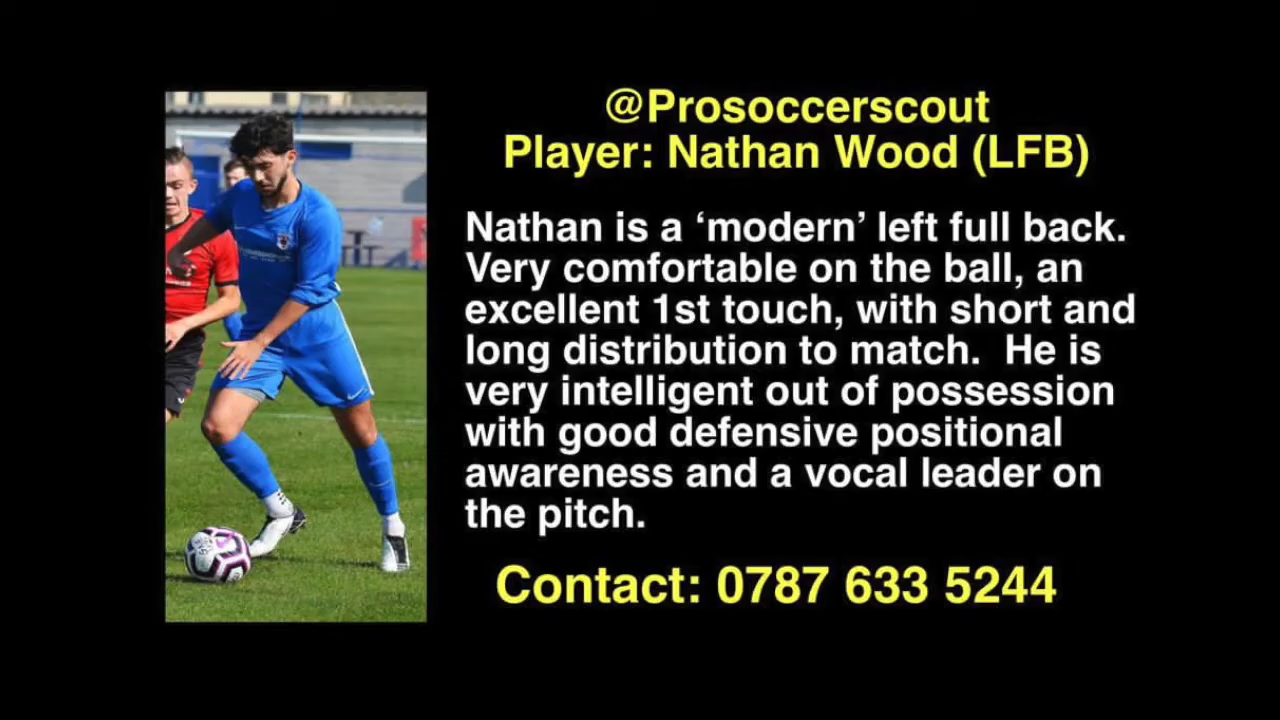 @Prosoccerscout
Player: Nathan Wood (LFB)
Nathan is a ‘modern’ left full back.
Very comfortable on the ball, an
excellent 1st touch, with short and
long distribution to match.  He is
very intelligent out of possession
with good defensive positional
awareness and a vocal leader on
the pitch.
Contact: 0787 633 5244